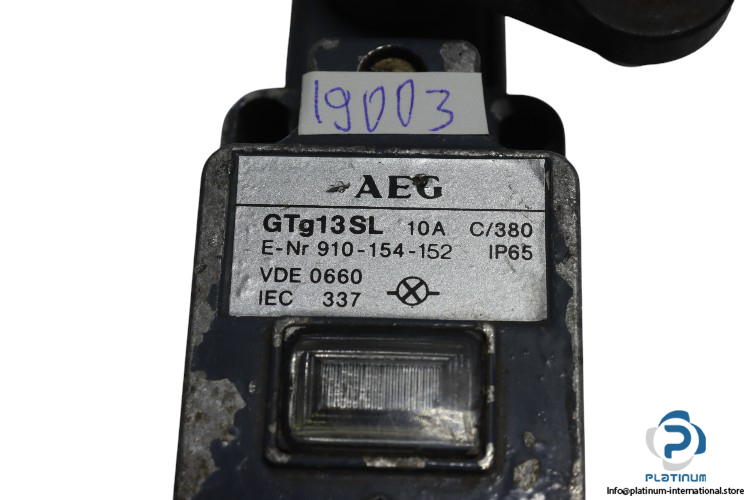 19003
AEG
GTg13SL 10A C/380
E-Nr 910-154-152 IP65
VDE 0660
IEC 337
PLATINUM
Info@platinum-international.store